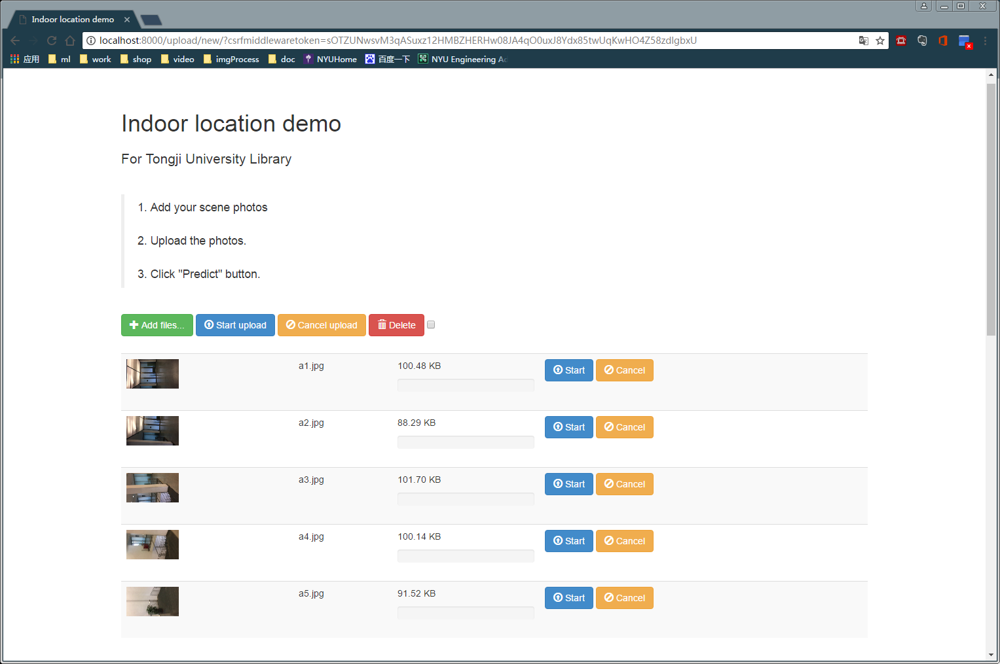 Indoor location demo
localhost:8000/upload/new/?csrfmiddlewaretoken=sOTZUNwsvM3qASuxz12HMBZHERHw08JA4qO0uxJ8Ydx85twUqKwHO4Z58zdIgbxU
应用 ml work shop video imgProcess doc NYUHome 百度一下 NYU Engineering Ac
Indoor location demo
For Tongji University Library
1. Add your scene photos
2. Upload the photos.
3. Click "Predict" button.
Add files... Start upload Cancel upload Delete
a1.jpg 100.48 KB Start Cancel
a2.jpg 88.29 KB Start Cancel
a3.jpg 101.70 KB Start Cancel
a4.jpg 100.14 KB Start Cancel
a5.jpg 91.52 KB Start Cancel